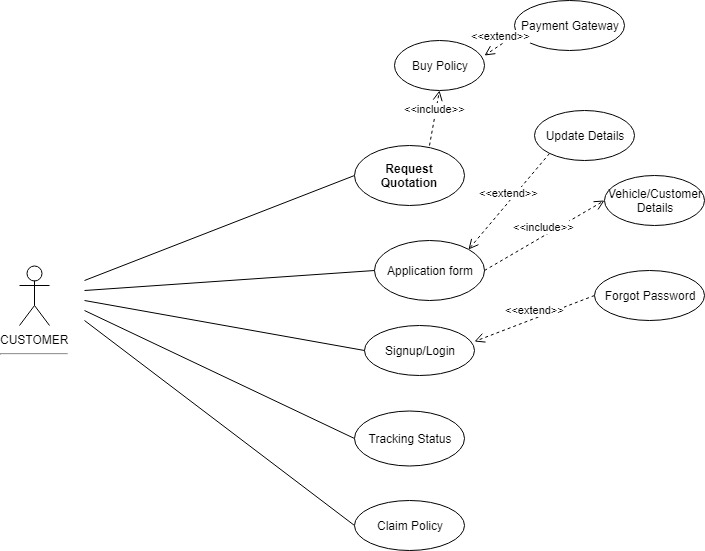 Payment Gateway
<<extend>>
Buy Policy
<<include>>
Update Details
Request
Quotation
<<extend>>
Vehicle/Customer
Details
<<include>>
Application form
Forgot Password
<<extend>>
CUSTOMER
Signup/Login
Tracking Status
Claim Policy